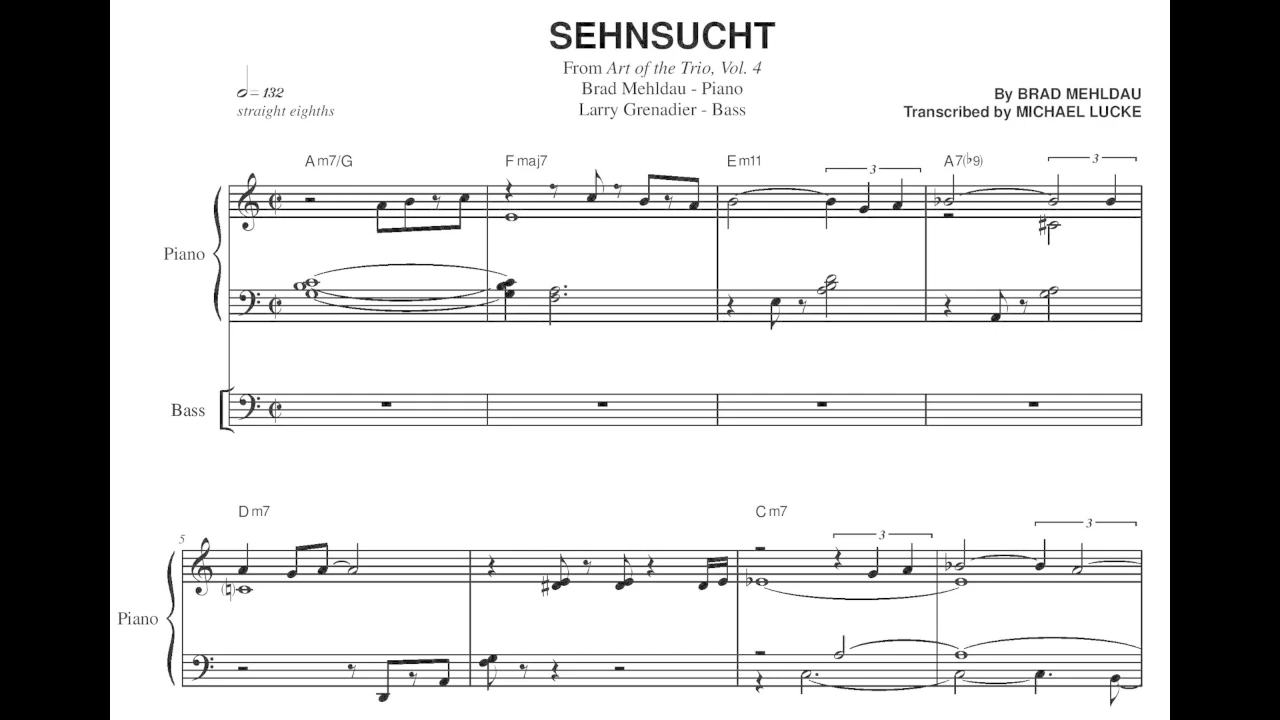 SEHNSUCHT
From Art of the Trio, Vol. 4
Brad Mehldau - Piano
Larry Grenadier - Bass
= 132
straight eighths
By BRAD MEHLDAU
Transcribed by MICHAEL LUCKE
Am7/G Fmaj7 Em11 3 A7(♭9) 3
Piano
Bass
Dm7 Cm7
5 3 3
Piano